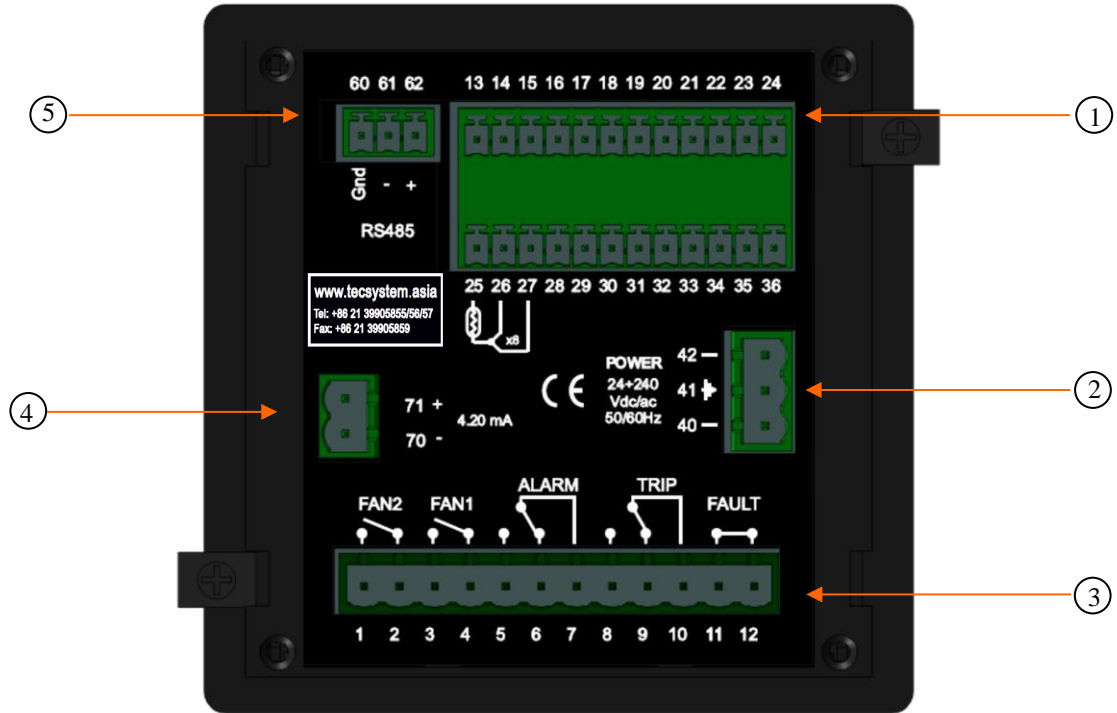 60 61 62
13 14 15 16 17 18 19 20 21 22 23 24
5
1
Gnd - +
RS485
25 26 27 28 29 30 31 32 33 34 35 36
www.tecsystem.asia
Tel: +86 21 39905855/56/57
Fax: +86 21 39905859
x8
POWER
24÷240
Vdc/ac
50/60Hz
42
41
40
CE
2
4
71 +
70 -
4.20 mA
FAN2 FAN1 ALARM TRIP FAULT
3
1 2 3 4 5 6 7 8 9 10 11 12